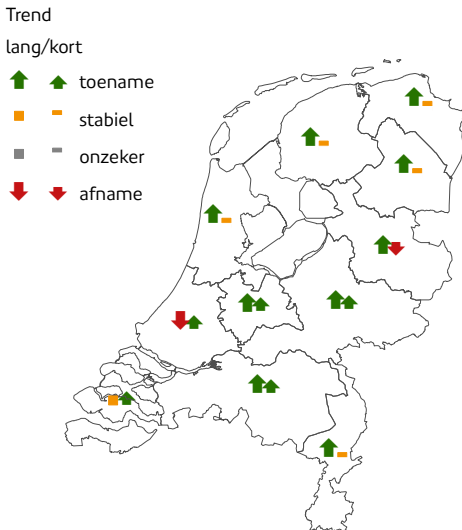 Trend
lang/kort
toename
stabiel
onzeker
afname